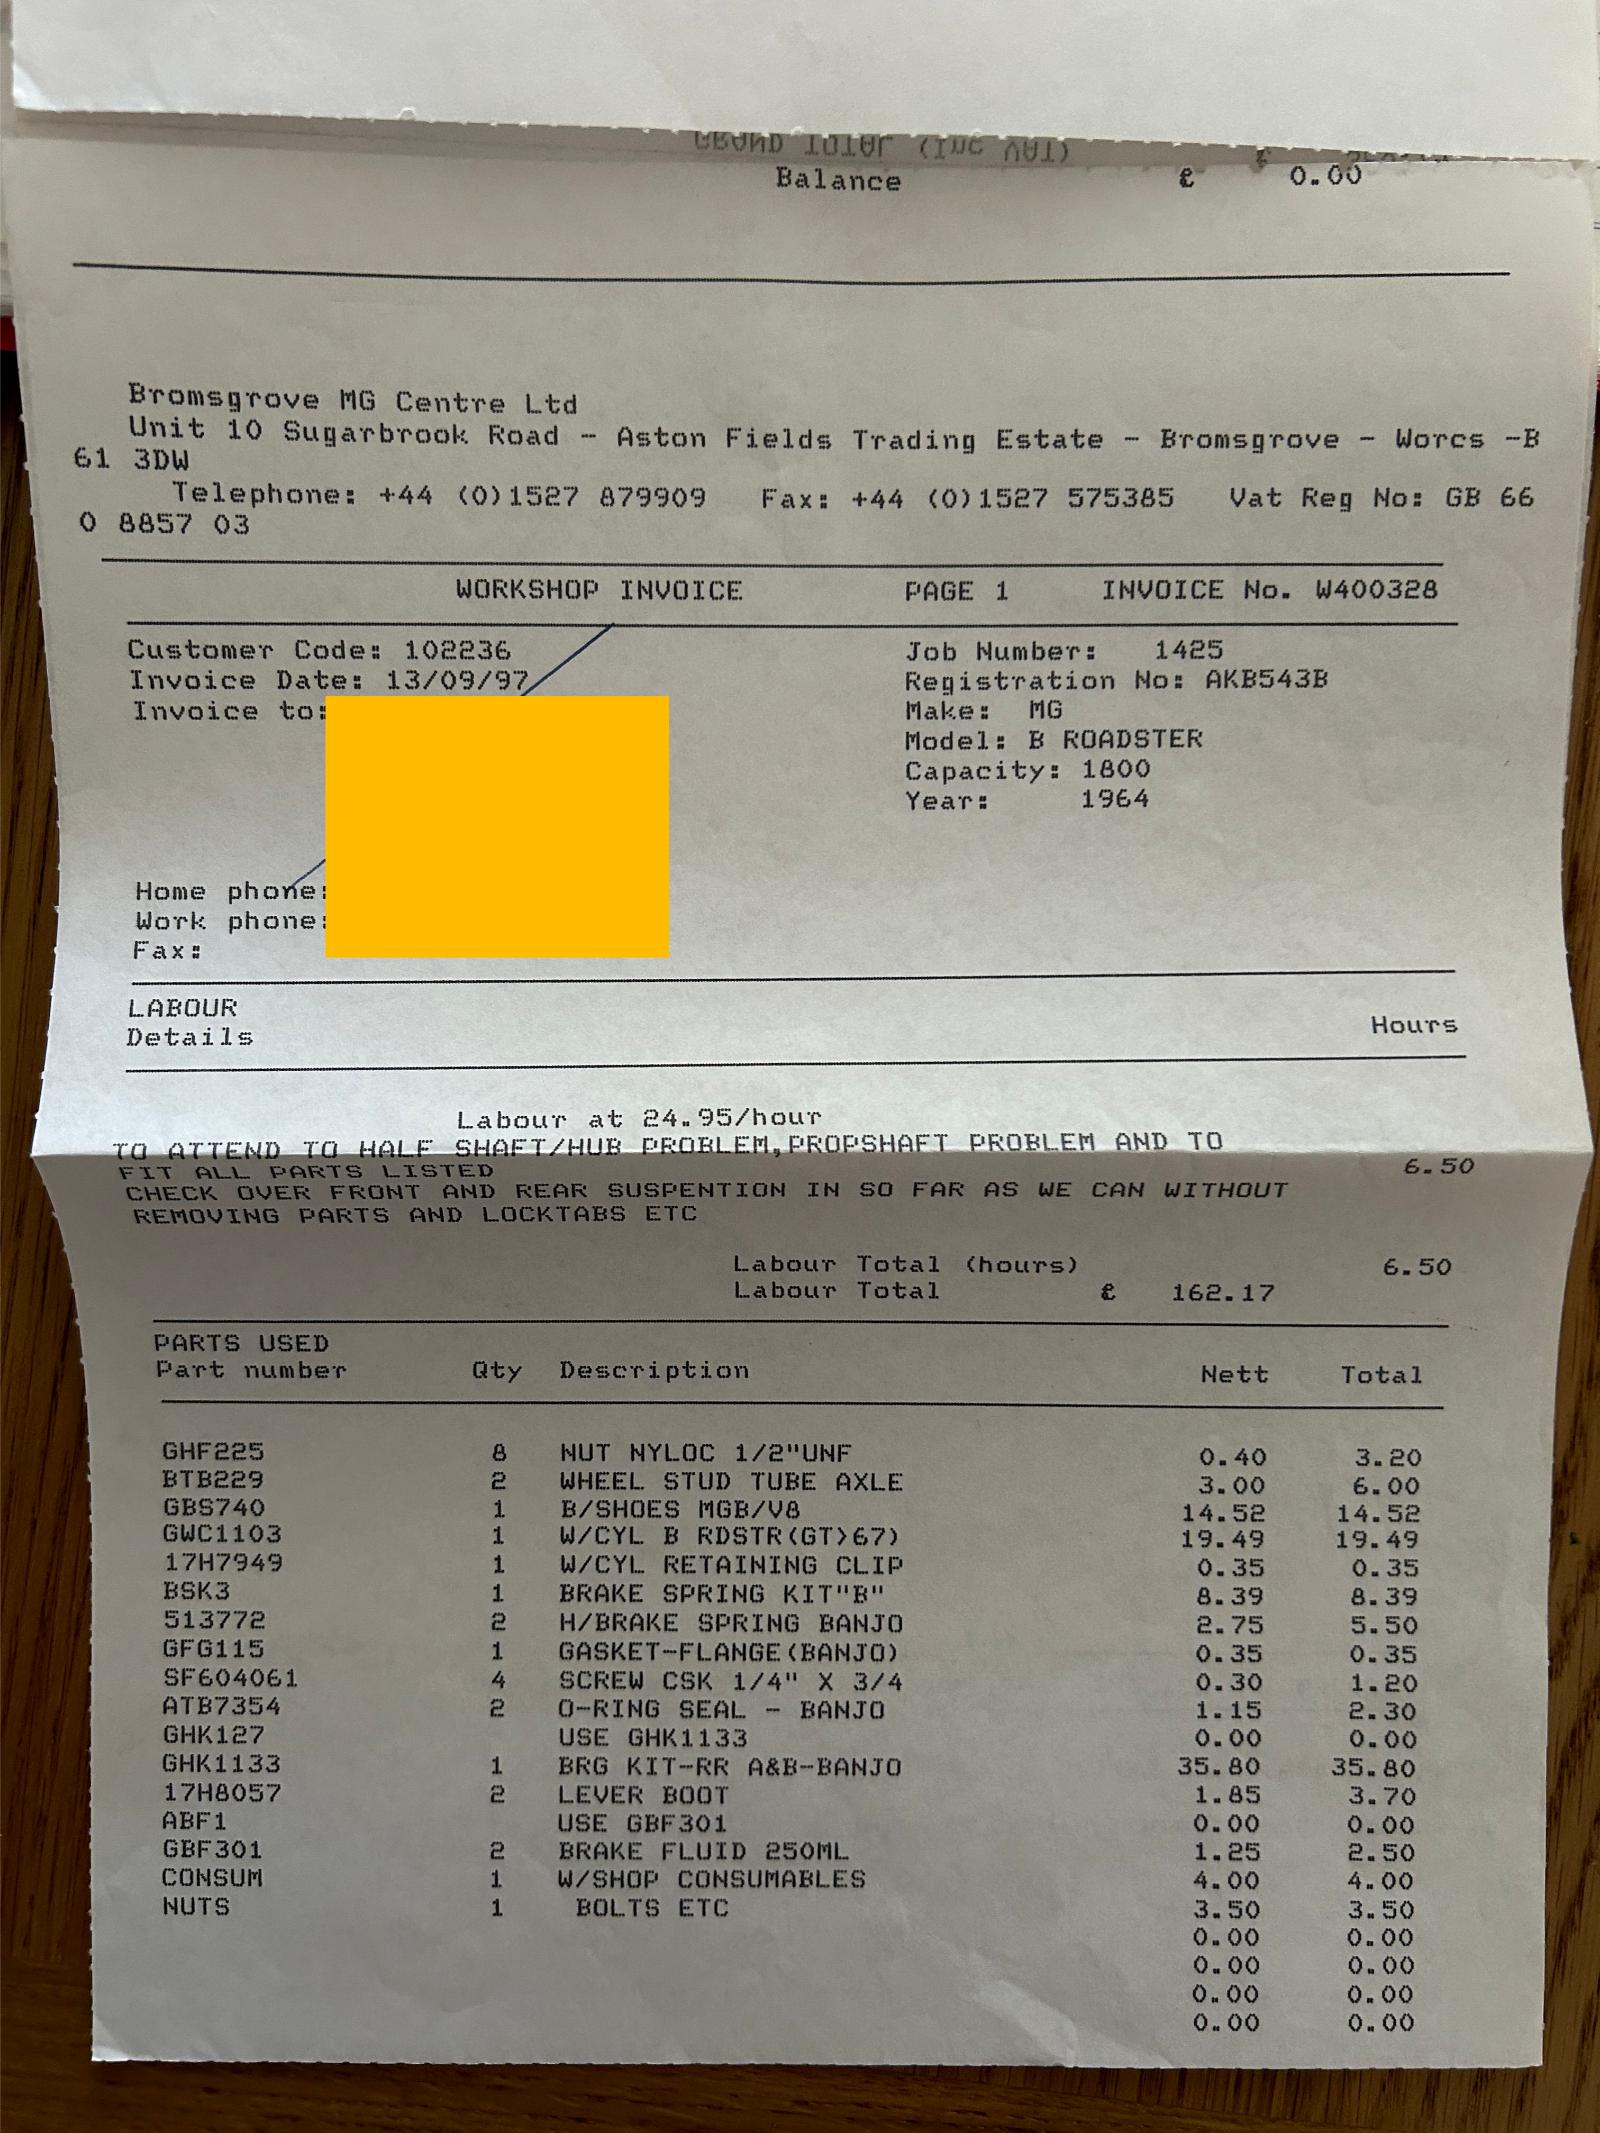 GRAND TOTAL (Inc VAT) £
Balance £ 0.00
Bromsgrove MG Centre Ltd
Unit 10 Sugarbrook Road - Aston Fields Trading Estate - Bromsgrove - Worcs -B
61 3DW
Telephone: +44 (0)1527 879909 Fax: +44 (0)1527 575385 Vat Reg No: GB 66
0 8857 03
WORKSHOP INVOICE PAGE 1 INVOICE No. W400328
Customer Code: 102236 Job Number: 1425
Invoice Date: 13/09/97 Registration No: AKB543B
Invoice to: Make: MG
Model: B ROADSTER
Capacity: 1800
Year: 1964
Home phone:
Work phone:
Fax:
LABOUR
Details Hours
Labour at 24.95/hour
TO ATTEND TO HALF SHAFT/HUB PROBLEM,PROPSHAFT PROBLEM AND TO
FIT ALL PARTS LISTED 6.50
CHECK OVER FRONT AND REAR SUSPENTION IN SO FAR AS WE CAN WITHOUT
REMOVING PARTS AND LOCKTABS ETC
Labour Total (hours) 6.50
Labour Total £ 162.17
PARTS USED
Part number Qty Description Nett Total
GHF225 8 NUT NYLOC 1/2"UNF 0.40 3.20
BTB229 2 WHEEL STUD TUBE AXLE 3.00 6.00
GBS740 1 B/SHOES MGB/V8 14.52 14.52
GWC1103 1 W/CYL B RDSTR(GT>67) 19.49 19.49
17H7949 1 W/CYL RETAINING CLIP 0.35 0.35
BSK3 1 BRAKE SPRING KIT"B" 8.39 8.39
513772 2 H/BRAKE SPRING BANJO 2.75 5.50
GFG115 1 GASKET-FLANGE(BANJO) 0.35 0.35
SF604061 4 SCREW CSK 1/4" X 3/4 0.30 1.20
ATB7354 2 O-RING SEAL - BANJO 1.15 2.30
GHK127 USE GHK1133 0.00 0.00
GHK1133 1 BRG KIT-RR A&B-BANJO 35.80 35.80
17H8057 2 LEVER BOOT 1.85 3.70
ABF1 USE GBF301 0.00 0.00
GBF301 2 BRAKE FLUID 250ML 1.25 2.50
CONSUM 1 W/SHOP CONSUMABLES 4.00 4.00
NUTS 1 BOLTS ETC 3.50 3.50
0.00 0.00
0.00 0.00
0.00 0.00
0.00 0.00